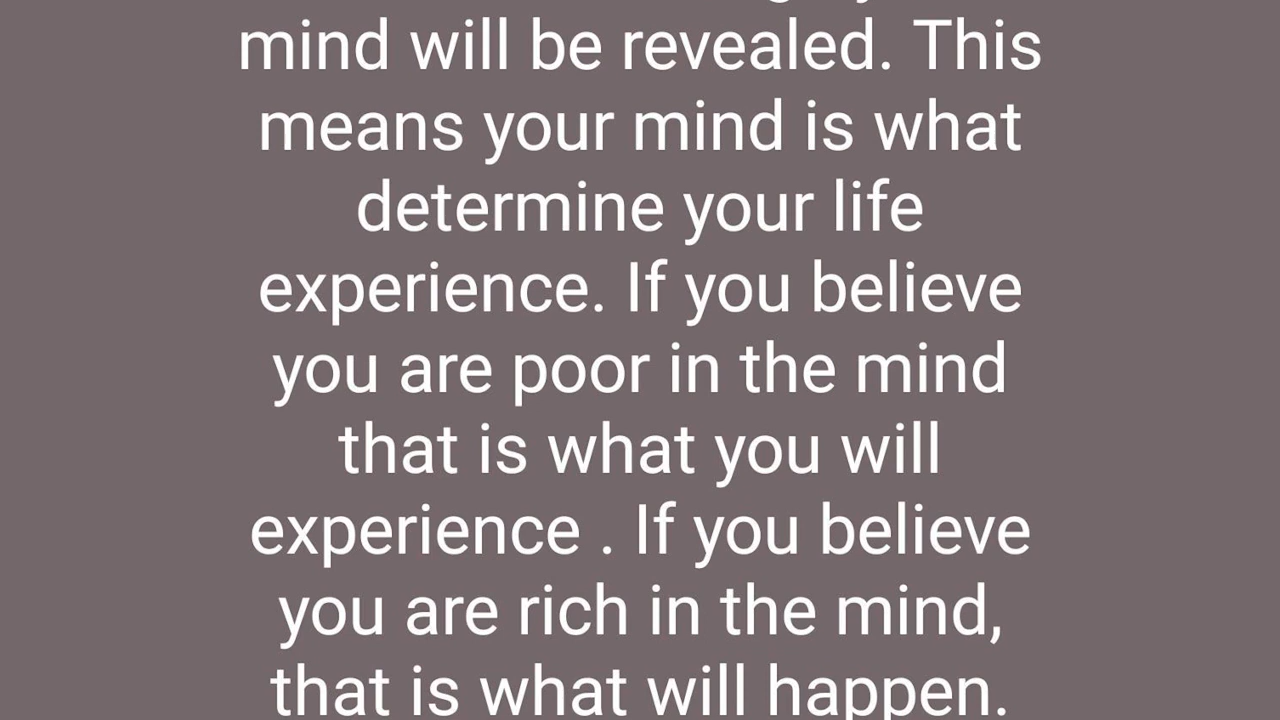 mind will be revealed. This
means your mind is what
determine your life
experience. If you believe
you are poor in the mind
that is what you will
experience . If you believe
you are rich in the mind,
that is what will happen.